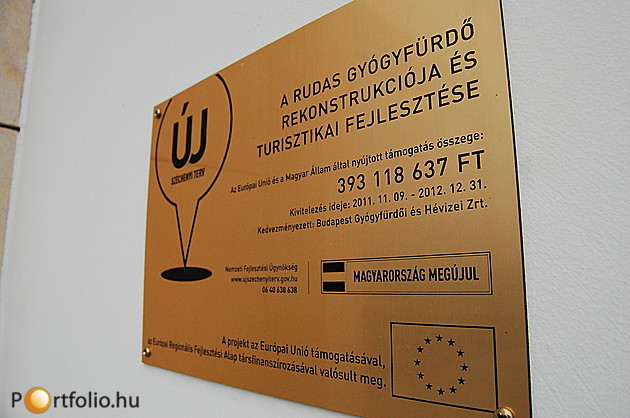 A RUDAS GYÓGYFÜRDŐ
REKONSTRUKCIÓJA ÉS
TURISZTIKAI FEJLESZTÉSE
ÚJ
SZÉCHENYI TERV
Az Európai Unió és a Magyar Állam által nyújtott támogatás összege:
393 118 637 FT
Kivitelezés ideje: 2011. 11. 09. - 2012. 12. 31.
Kedvezményezett: Budapest Gyógyfürdői és Hévizei Zrt.
Nemzeti Fejlesztési Ügynökség
www.ujszechenyiterv.gov.hu
06 40 638 638
MAGYARORSZÁG MEGÚJUL
A projekt az Európai Unió támogatásával,
az Európai Regionális Fejlesztési Alap társfinanszírozásával valósult meg.
Portfolio.hu